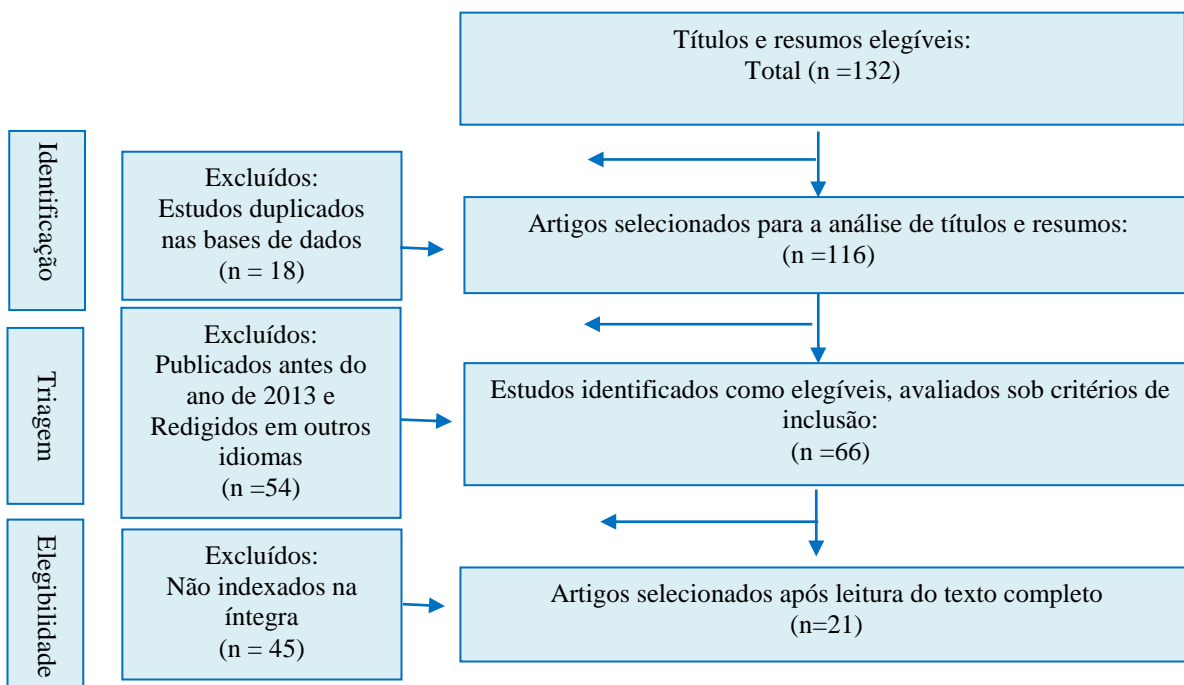 Títulos e resumos elegíveis:
Total (n =132)
Identificação
Excluídos:
Estudos duplicados
nas bases de dados
(n = 18)
Artigos selecionados para a análise de títulos e resumos:
(n =116)
Triagem
Excluídos:
Publicados antes do
ano de 2013 e
Redigidos em outros
idiomas
(n =54)
Estudos identificados como elegíveis, avaliados sob critérios de
inclusão:
(n =66)
Elegibilidade
Excluídos:
Não indexados na
íntegra
(n = 45)
Artigos selecionados após leitura do texto completo
(n=21)